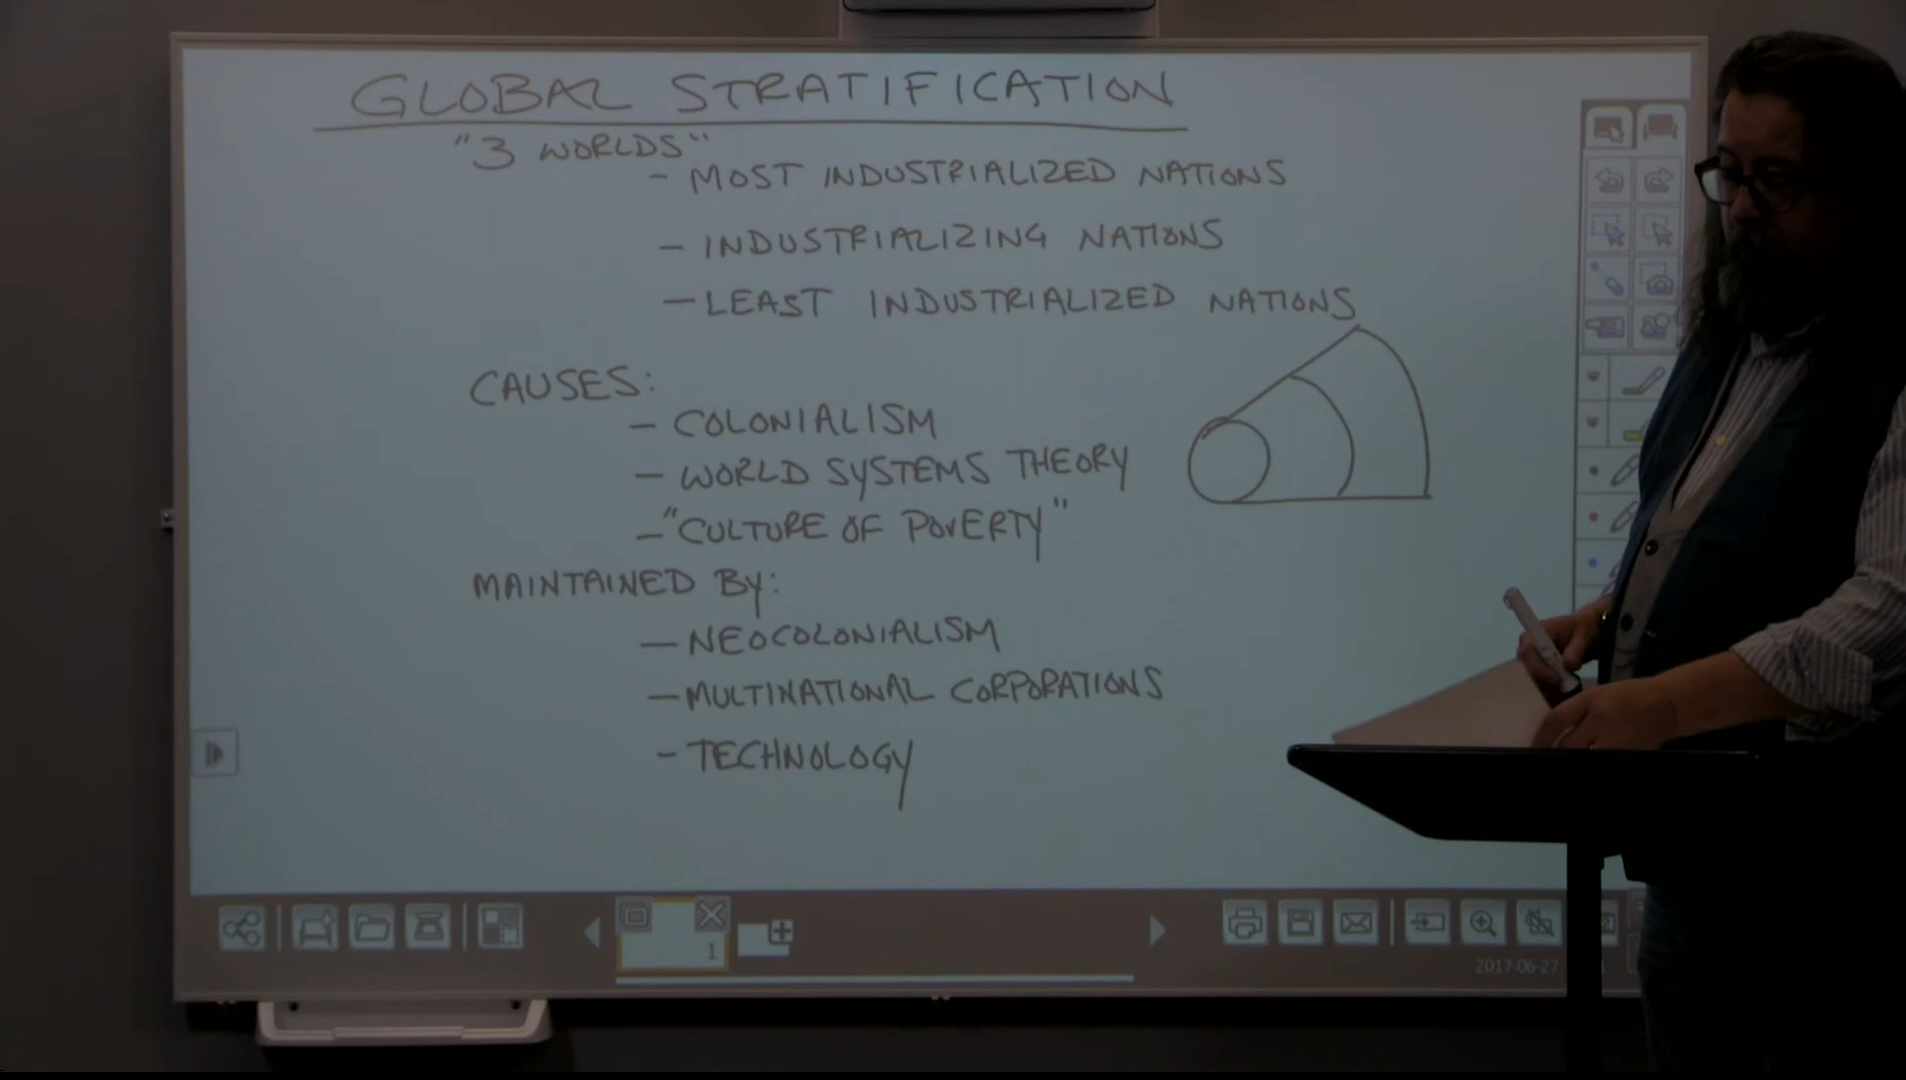 GLOBAL STRATIFICATION
"3 WORLDS"
- MOST INDUSTRIALIZED NATIONS
- INDUSTRIALIZING NATIONS
- LEAST INDUSTRIALIZED NATIONS
CAUSES:
- COLONIALISM
- WORLD SYSTEMS THEORY
- "CULTURE OF POVERTY"
MAINTAINED BY:
- NEOCOLONIALISM
- MULTINATIONAL CORPORATIONS
- TECHNOLOGY
1
2017 06 27